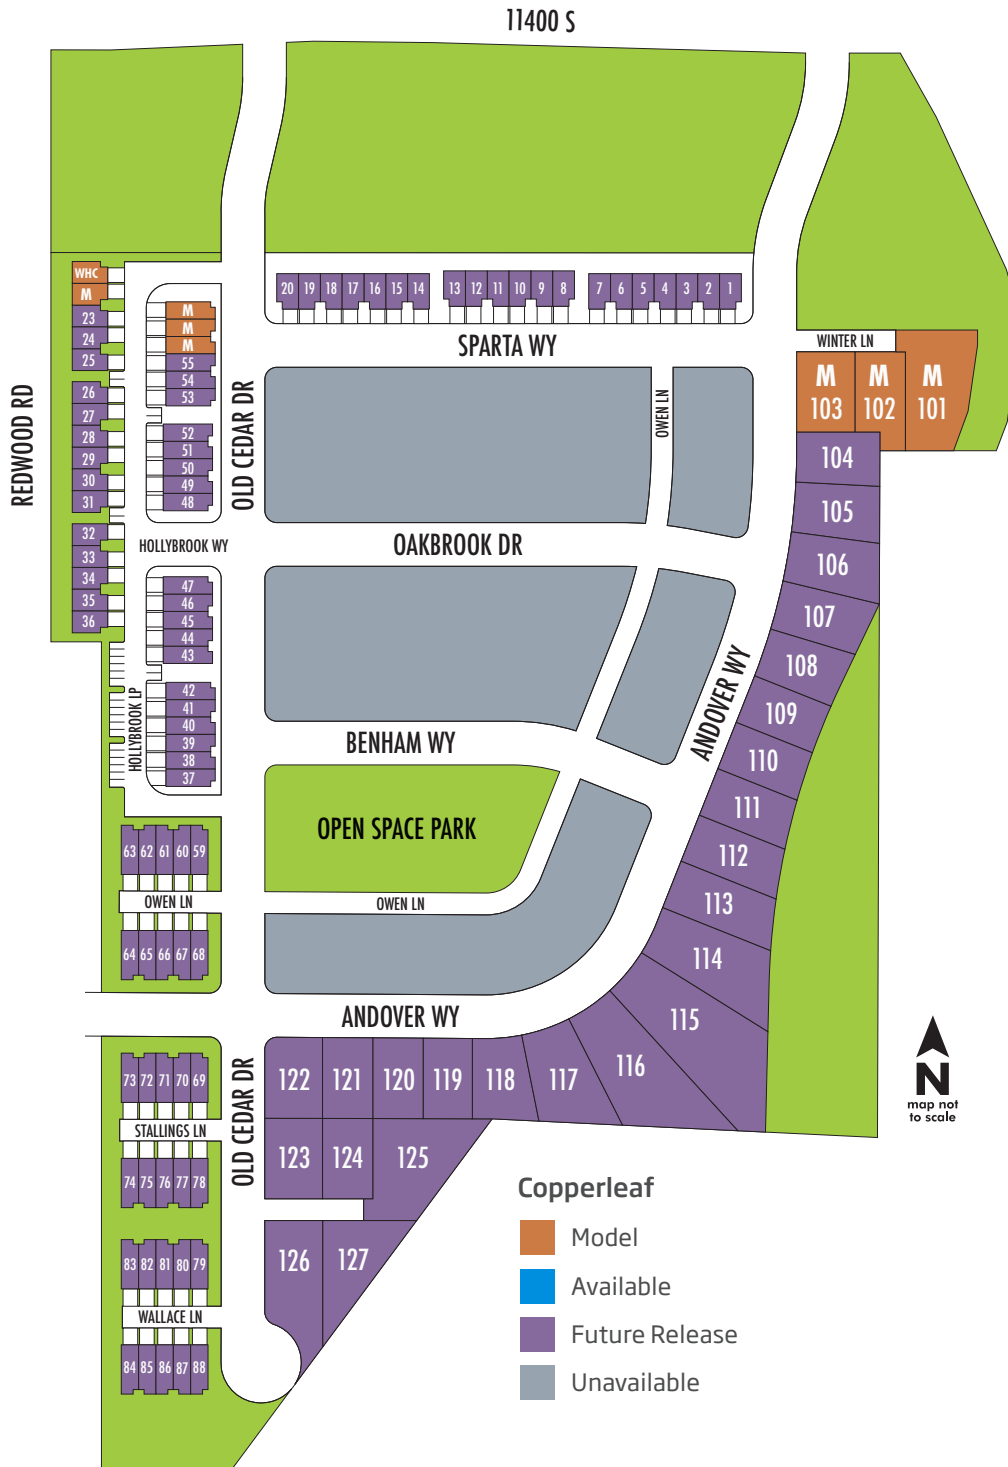 11400 S
WHC
M
23
24
25
26
27
28
29
30
31
32
33
34
35
36
REDWOOD RD
M
M
M
55
54
53
52
51
50
49
48
HOLLYBROOK WY
47
46
45
44
43
42
41
40
39
38
37
HOLLYBROOK LP
OLD CEDAR DR
20 19 18 17 16 15 14
13 12 11 10 9 8
7 6 5 4 3 2 1
SPARTA WY
OWEN LN
OAKBROOK DR
BENHAM WY
OPEN SPACE PARK
OWEN LN
ANDOVER WY
ANDOVER WY
WINTER LN
M M M
103 102 101
104
105
106
107
108
109
110
111
112
113
114
115
116
117
118
119
120
121
122
123 124 125
126 127
63 62 61 60 59
OWEN LN
64 65 66 67 68
73 72 71 70 69
STALLINGS LN
74 75 76 77 78
83 82 81 80 79
WALLACE LN
84 85 86 87 88
OLD CEDAR DR
N
map not
to scale
Copperleaf
Model
Available
Future Release
Unavailable